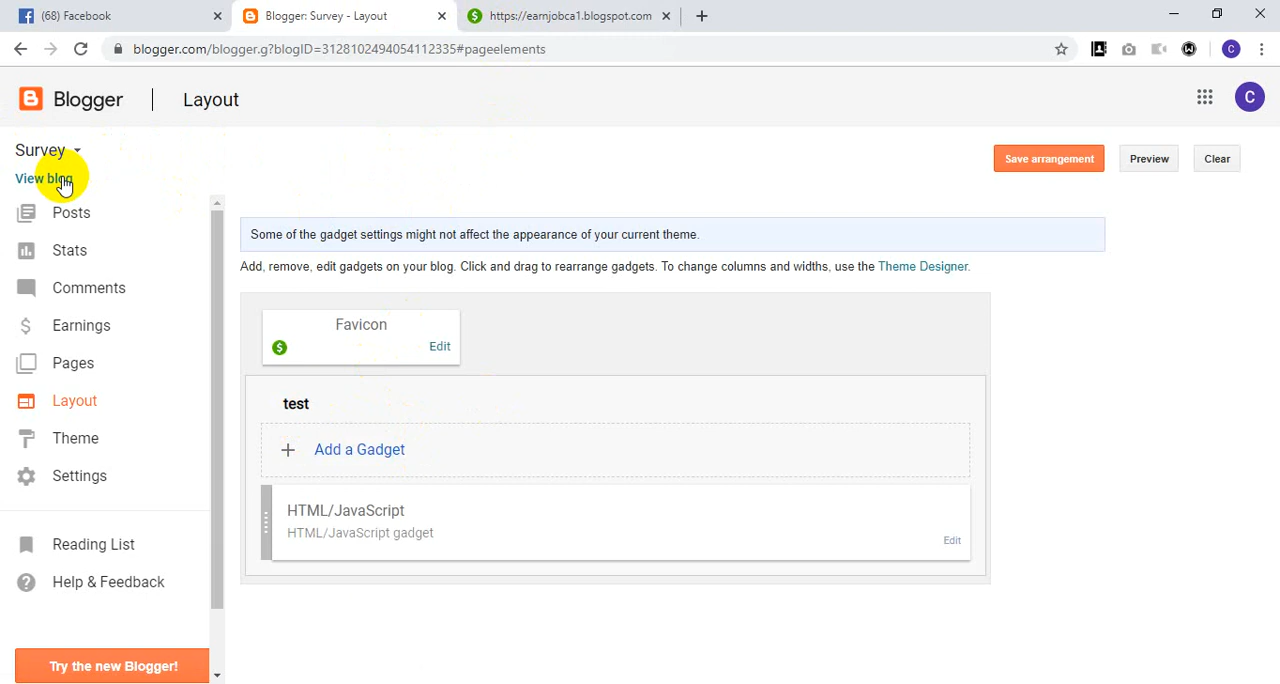 (68) Facebook
Blogger: Survey - Layout
https://earnjobca1.blogspot.com
blogger.com/blogger.g?blogID=3128102494054112335#pageelements
C
Blogger
Layout
C
Survey
View blog
Save arrangement
Preview
Clear
Posts
Stats
Comments
Earnings
Pages
Layout
Theme
Settings
Reading List
Help & Feedback
Try the new Blogger!
Some of the gadget settings might not affect the appearance of your current theme.
Add, remove, edit gadgets on your blog. Click and drag to rearrange gadgets. To change columns and widths, use the Theme Designer.
Favicon
Edit
test
Add a Gadget
HTML/JavaScript
HTML/JavaScript gadget
Edit